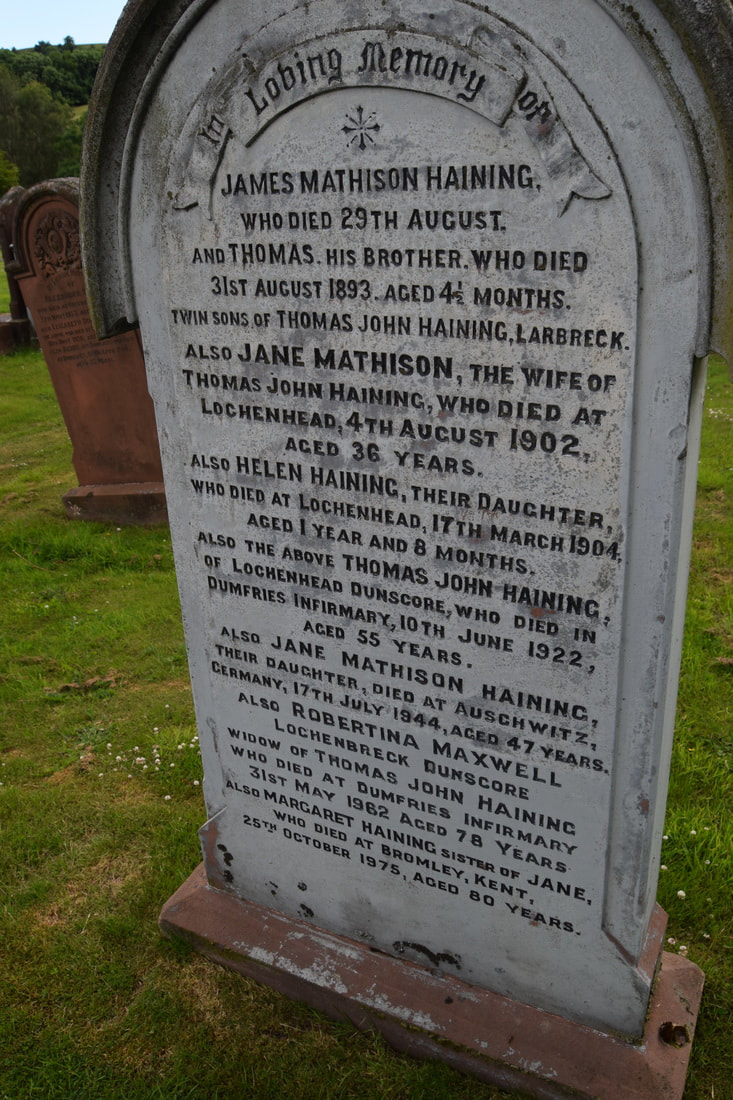 In Loving Memory of
JAMES MATHISON HAINING,
WHO DIED 29TH AUGUST.
AND THOMAS. HIS BROTHER. WHO DIED
31ST AUGUST 1893. AGED 4½ MONTHS.
TWIN SONS, OF THOMAS JOHN HAINING, LARBRECK.
ALSO JANE MATHISON, THE WIFE OF
THOMAS JOHN HAINING, WHO DIED AT
LOCHENHEAD, 4TH AUGUST 1902,
AGED 36 YEARS.
ALSO HELEN HAINING, THEIR DAUGHTER,
WHO DIED AT LOCHENHEAD, 17TH MARCH 1904,
AGED 1 YEAR AND 8 MONTHS.
ALSO THE ABOVE THOMAS JOHN HAINING,
OF LOCHENHEAD DUNSCORE, WHO DIED IN
DUMFRIES INFIRMARY, 10TH JUNE 1922,
AGED 55 YEARS.
ALSO JANE MATHISON HAINING,
THEIR DAUGHTER, DIED AT AUSCHWITZ,
GERMANY, 17TH JULY 1944, AGED 47 YEARS.
ALSO ROBERTINA MAXWELL
LOCHENBRECK DUNSCORE
WIDOW OF THOMAS JOHN HAINING
WHO DIED AT DUMFRIES INFIRMARY
31ST MAY 1962 AGED 78 YEARS
ALSO MARGARET HAINING SISTER OF JANE,
WHO DIED AT BROMLEY, KENT,
25TH OCTOBER 1975, AGED 80 YEARS.